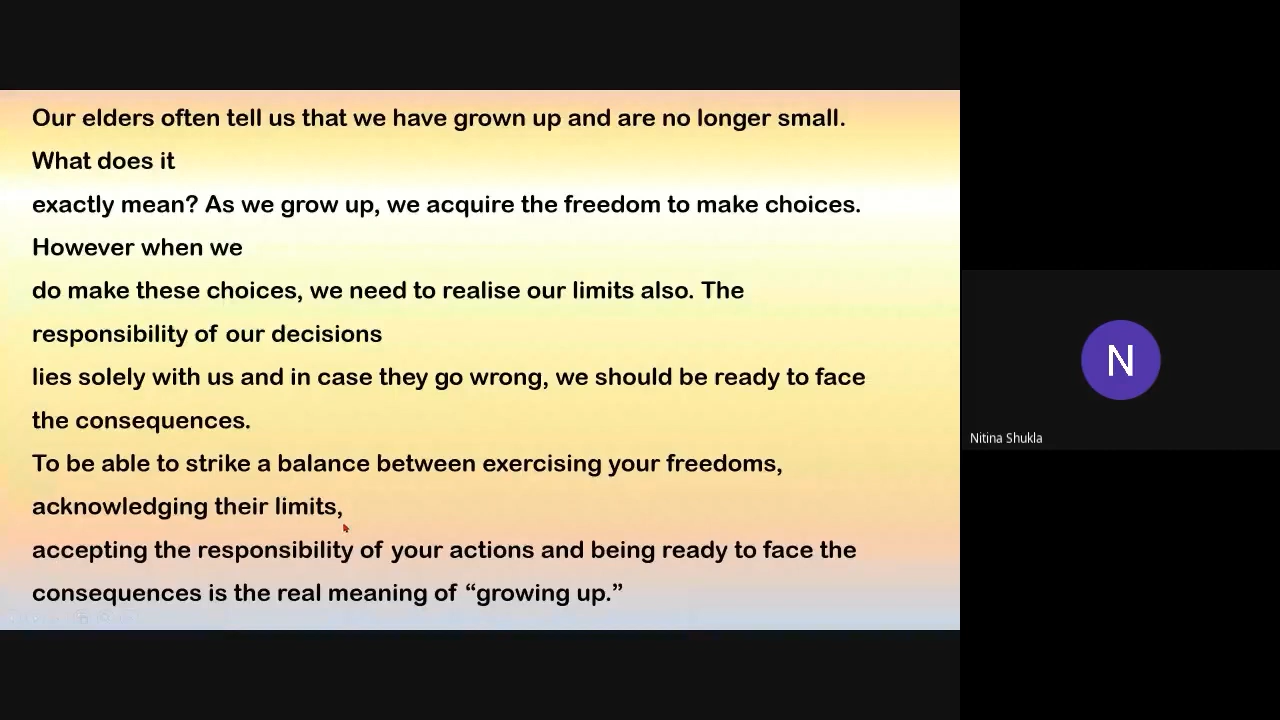 Our elders often tell us that we have grown up and are no longer small.
What does it
exactly mean? As we grow up, we acquire the freedom to make choices.
However when we
do make these choices, we need to realise our limits also. The
responsibility of our decisions
lies solely with us and in case they go wrong, we should be ready to face
the consequences.
To be able to strike a balance between exercising your freedoms,
acknowledging their limits,
accepting the responsibility of your actions and being ready to face the
consequences is the real meaning of “growing up.”
N
Nitina Shukla